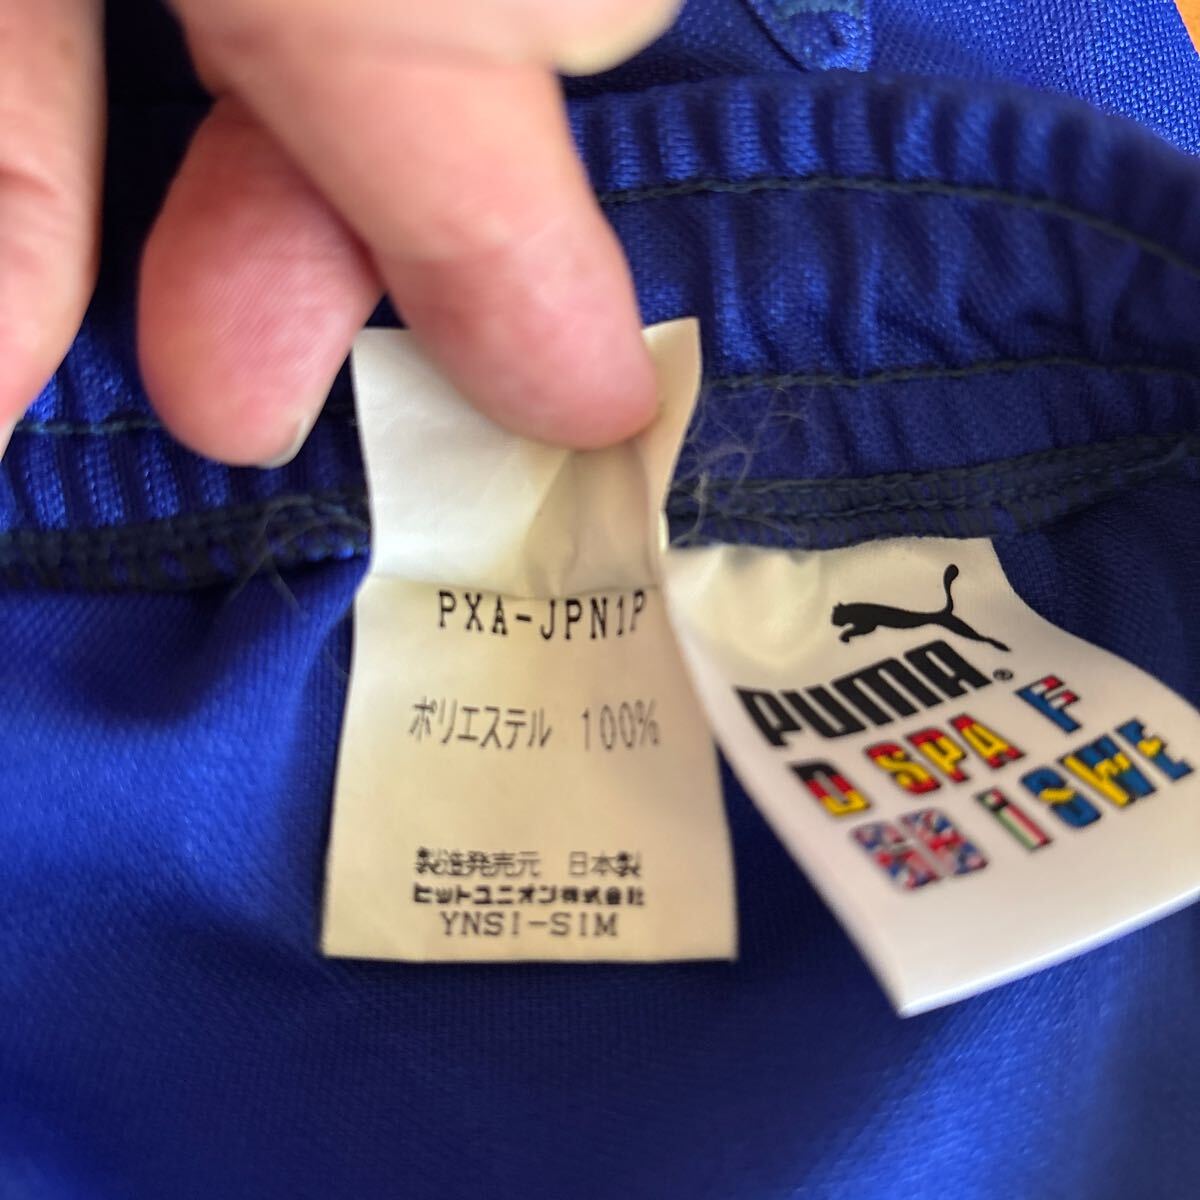 PXA-JPN1P
ポリエステル 100%
製造発売元 日本製
ヒットユニオン株式会社
YNSI-SIM
PUMA®
D SPA F
I SWE